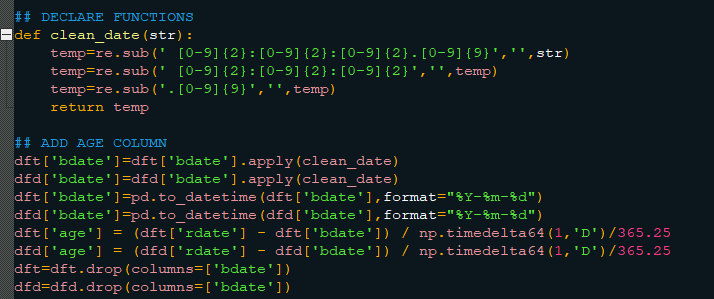 ## DECLARE FUNCTIONS
def clean_date(str):
    temp=re.sub(' [0-9]{2}:[0-9]{2}:[0-9]{2}.[0-9]{9}','',str)
    temp=re.sub(' [0-9]{2}:[0-9]{2}:[0-9]{2}','',temp)
    temp=re.sub('.[0-9]{9}','',temp)
    return temp

## ADD AGE COLUMN
dft['bdate']=dft['bdate'].apply(clean_date)
dfd['bdate']=dfd['bdate'].apply(clean_date)
dft['bdate']=pd.to_datetime(dft['bdate'],format="%Y-%m-%d")
dfd['bdate']=pd.to_datetime(dfd['bdate'],format="%Y-%m-%d")
dft['age'] = (dft['rdate'] - dft['bdate']) / np.timedelta64(1,'D')/365.25
dfd['age'] = (dfd['rdate'] - dfd['bdate']) / np.timedelta64(1,'D')/365.25
dft=dft.drop(columns=['bdate'])
dfd=dfd.drop(columns=['bdate'])